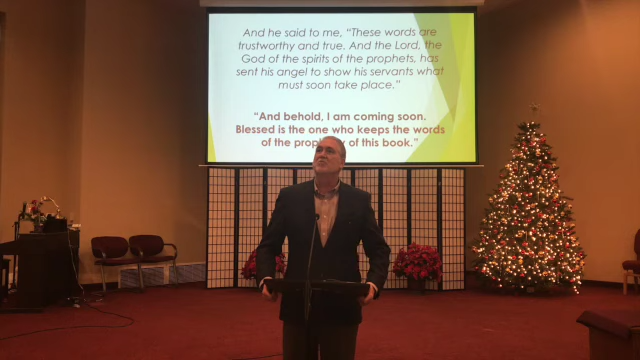 And he said to me, “These words are
trustworthy and true. And the Lord, the
God of the spirits of the prophets, has
sent his angel to show his servants what
must soon take place.”
“And behold, I am coming soon.
Blessed is the one who keeps the words
of the of this book.”